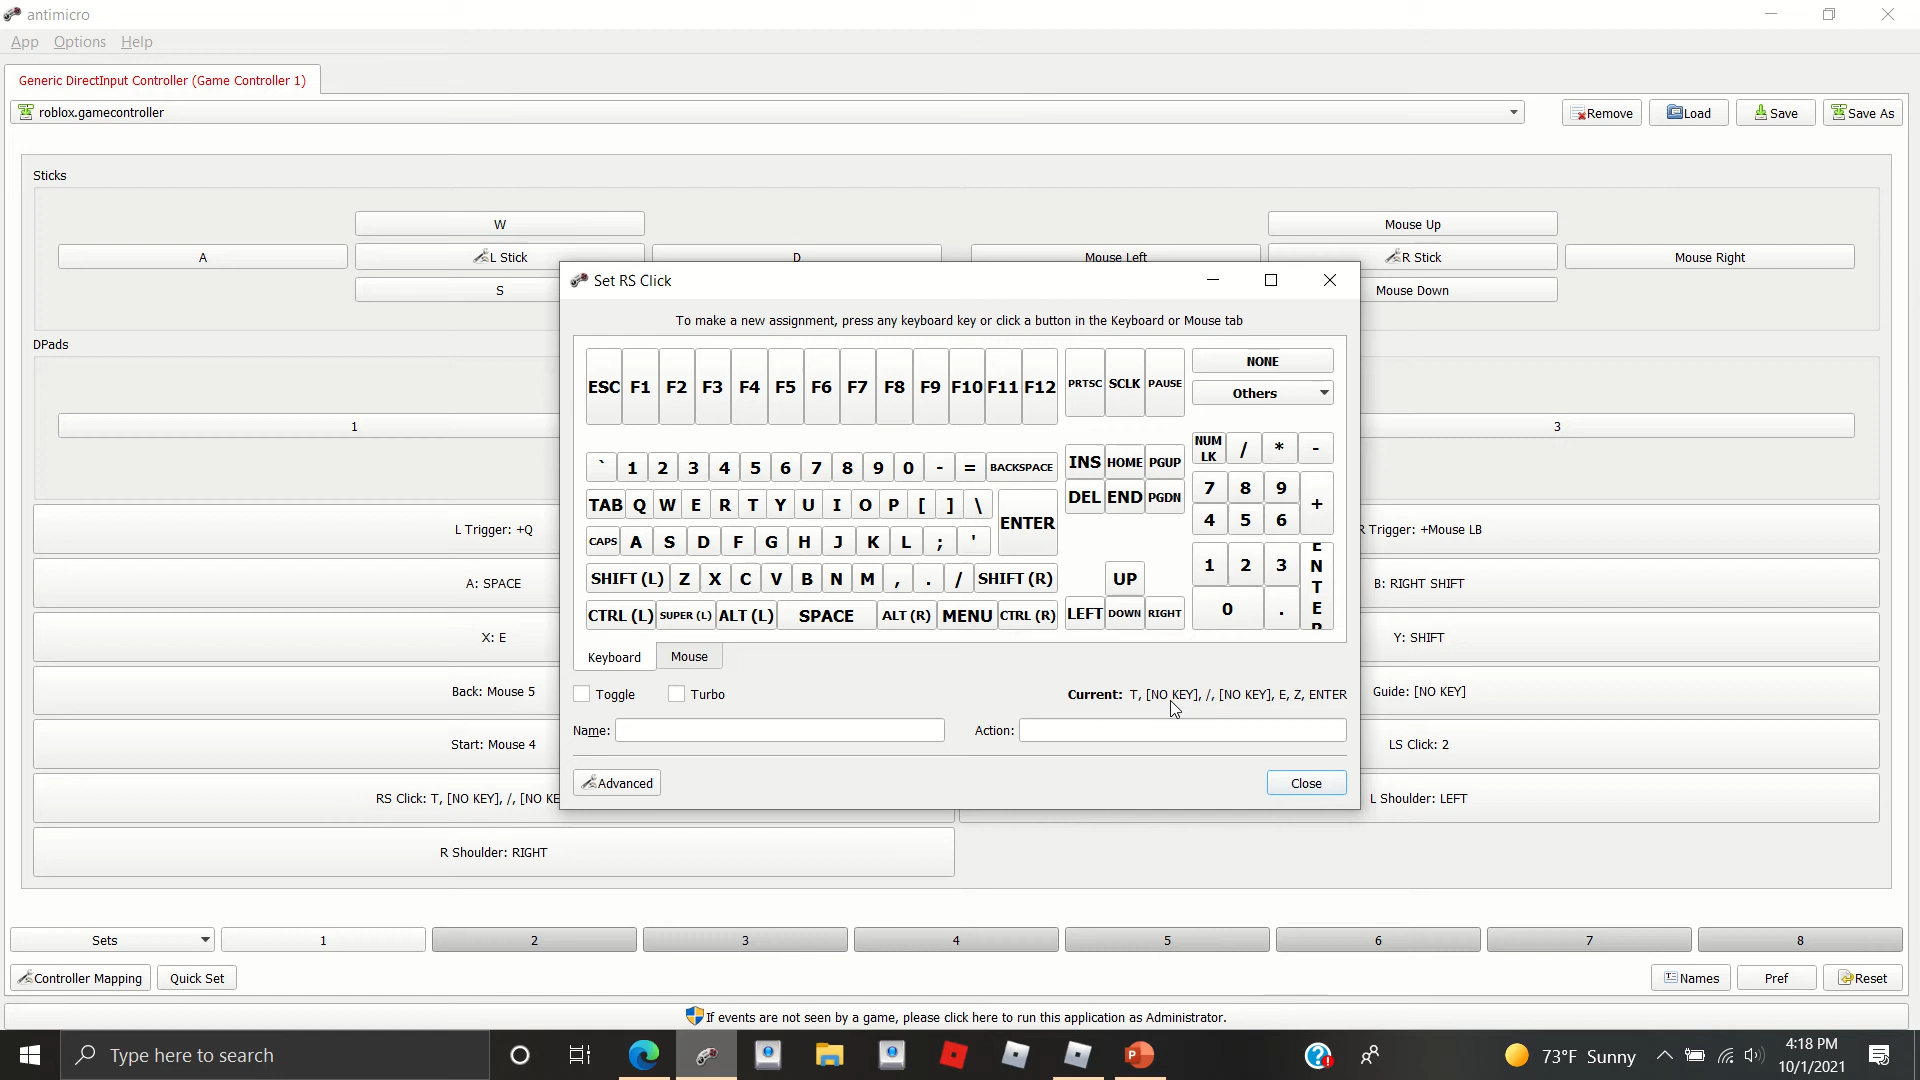 antimicro
App Options Help
Generic DirectInput Controller (Game Controller 1)
roblox.gamecontroller
Remove Load Save Save As
Sticks
W Mouse Up
A L Stick D Mouse Left R Stick Mouse Right
S Mouse Down
Set RS Click
To make a new assignment, press any keyboard key or click a button in the Keyboard or Mouse tab
DPads
1 3
ESC F1 F2 F3 F4 F5 F6 F7 F8 F9 F10 F11 F12 PRTSC SCLK PAUSE NONE
Others
` 1 2 3 4 5 6 7 8 9 0 - = BACKSPACE INS HOME PGUP NUM LK / * -
TAB Q W E R T Y U I O P [ ] \ ENTER DEL END PGDN 7 8 9 +
CAPS A S D F G H J K L ; ' 4 5 6
SHIFT (L) Z X C V B N M , . / SHIFT (R) UP 1 2 3 ENTER
CTRL (L) SUPER (L) ALT (L) SPACE ALT (R) MENU CTRL (R) LEFT DOWN RIGHT 0 .
Keyboard Mouse
Toggle Turbo Current: T, [NO KEY], /, [NO KEY], E, Z, ENTER
Name: Action:
Advanced Close
L Trigger: +Q R Trigger: +Mouse LB
A: SPACE B: RIGHT SHIFT
X: E Y: SHIFT
Back: Mouse 5 Guide: [NO KEY]
Start: Mouse 4 LS Click: 2
RS Click: T, [NO KEY], /, [NO KE L Shoulder: LEFT
R Shoulder: RIGHT
Sets 1 2 3 4 5 6 7 8
Controller Mapping Quick Set Names Pref Reset
If events are not seen by a game, please click here to run this application as Administrator.
Type here to search 73°F Sunny 4:18 PM
10/1/2021